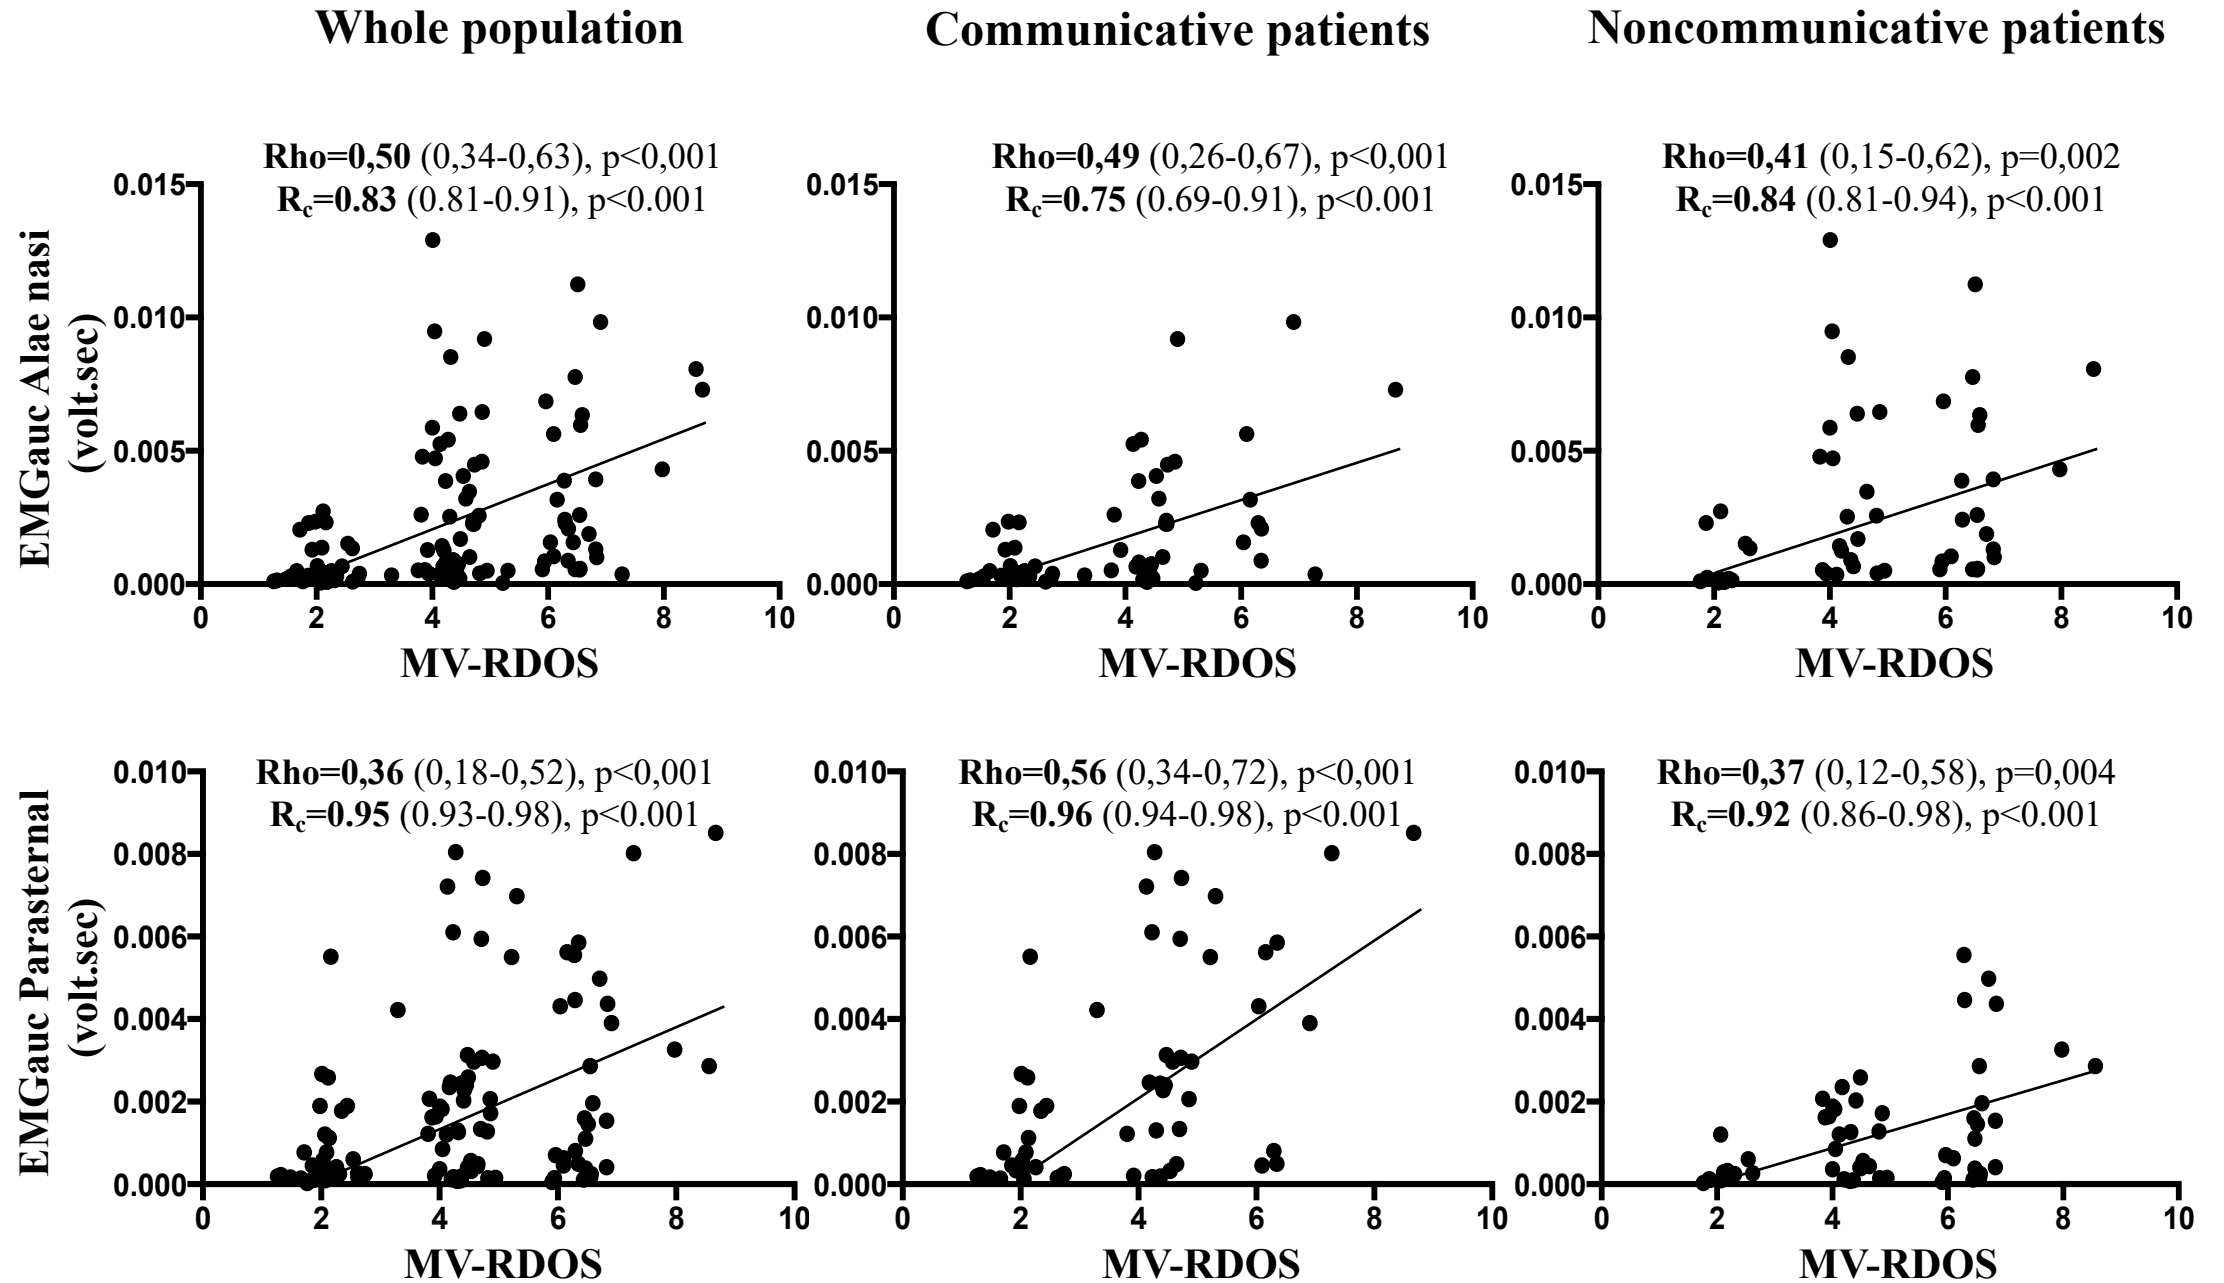 Whole population
Communicative patients
Noncommunicative patients
EMGauc Alae nasi
(volt.sec)
Rho=0,50 (0,34-0,63), p<0,001
Rc=0.83 (0.81-0.91), p<0.001
0.015
0.010
0.005
0.000
0 2 4 6 8 10
MV-RDOS
Rho=0,49 (0,26-0,67), p<0,001
Rc=0.75 (0.69-0.91), p<0.001
0.015
0.010
0.005
0.000
0 2 4 6 8 10
MV-RDOS
Rho=0,41 (0,15-0,62), p=0,002
Rc=0.84 (0.81-0.94), p<0.001
0.015
0.010
0.005
0.000
0 2 4 6 8 10
MV-RDOS
EMGauc Parasternal
(volt.sec)
Rho=0,36 (0,18-0,52), p<0,001
Rc=0.95 (0.93-0.98), p<0.001
0.010
0.008
0.006
0.004
0.002
0.000
0 2 4 6 8 10
MV-RDOS
Rho=0,56 (0,34-0,72), p<0,001
Rc=0.96 (0.94-0.98), p<0.001
0.010
0.008
0.006
0.004
0.002
0.000
0 2 4 6 8 10
MV-RDOS
Rho=0,37 (0,12-0,58), p=0,004
Rc=0.92 (0.86-0.98), p<0.001
0.010
0.008
0.006
0.004
0.002
0.000
0 2 4 6 8 10
MV-RDOS